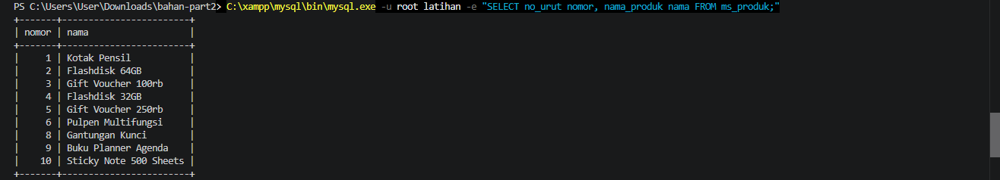 PS C:\Users\User\Downloads\bahan-part2> C:\xampp\mysql\bin\mysql.exe -u root latihan -e "SELECT no_urut nomor, nama_produk nama FROM ms_produk;"
+-------+------------------------+
| nomor | nama                   |
+-------+------------------------+
|     1 | Kotak Pensil           |
|     2 | Flashdisk 64GB         |
|     3 | Gift Voucher 100rb     |
|     4 | Flashdisk 32GB         |
|     5 | Gift Voucher 250rb     |
|     6 | Pulpen Multifungsi     |
|     8 | Gantungan Kunci        |
|     9 | Buku Planner Agenda    |
|    10 | Sticky Note 500 Sheets |
+-------+------------------------+